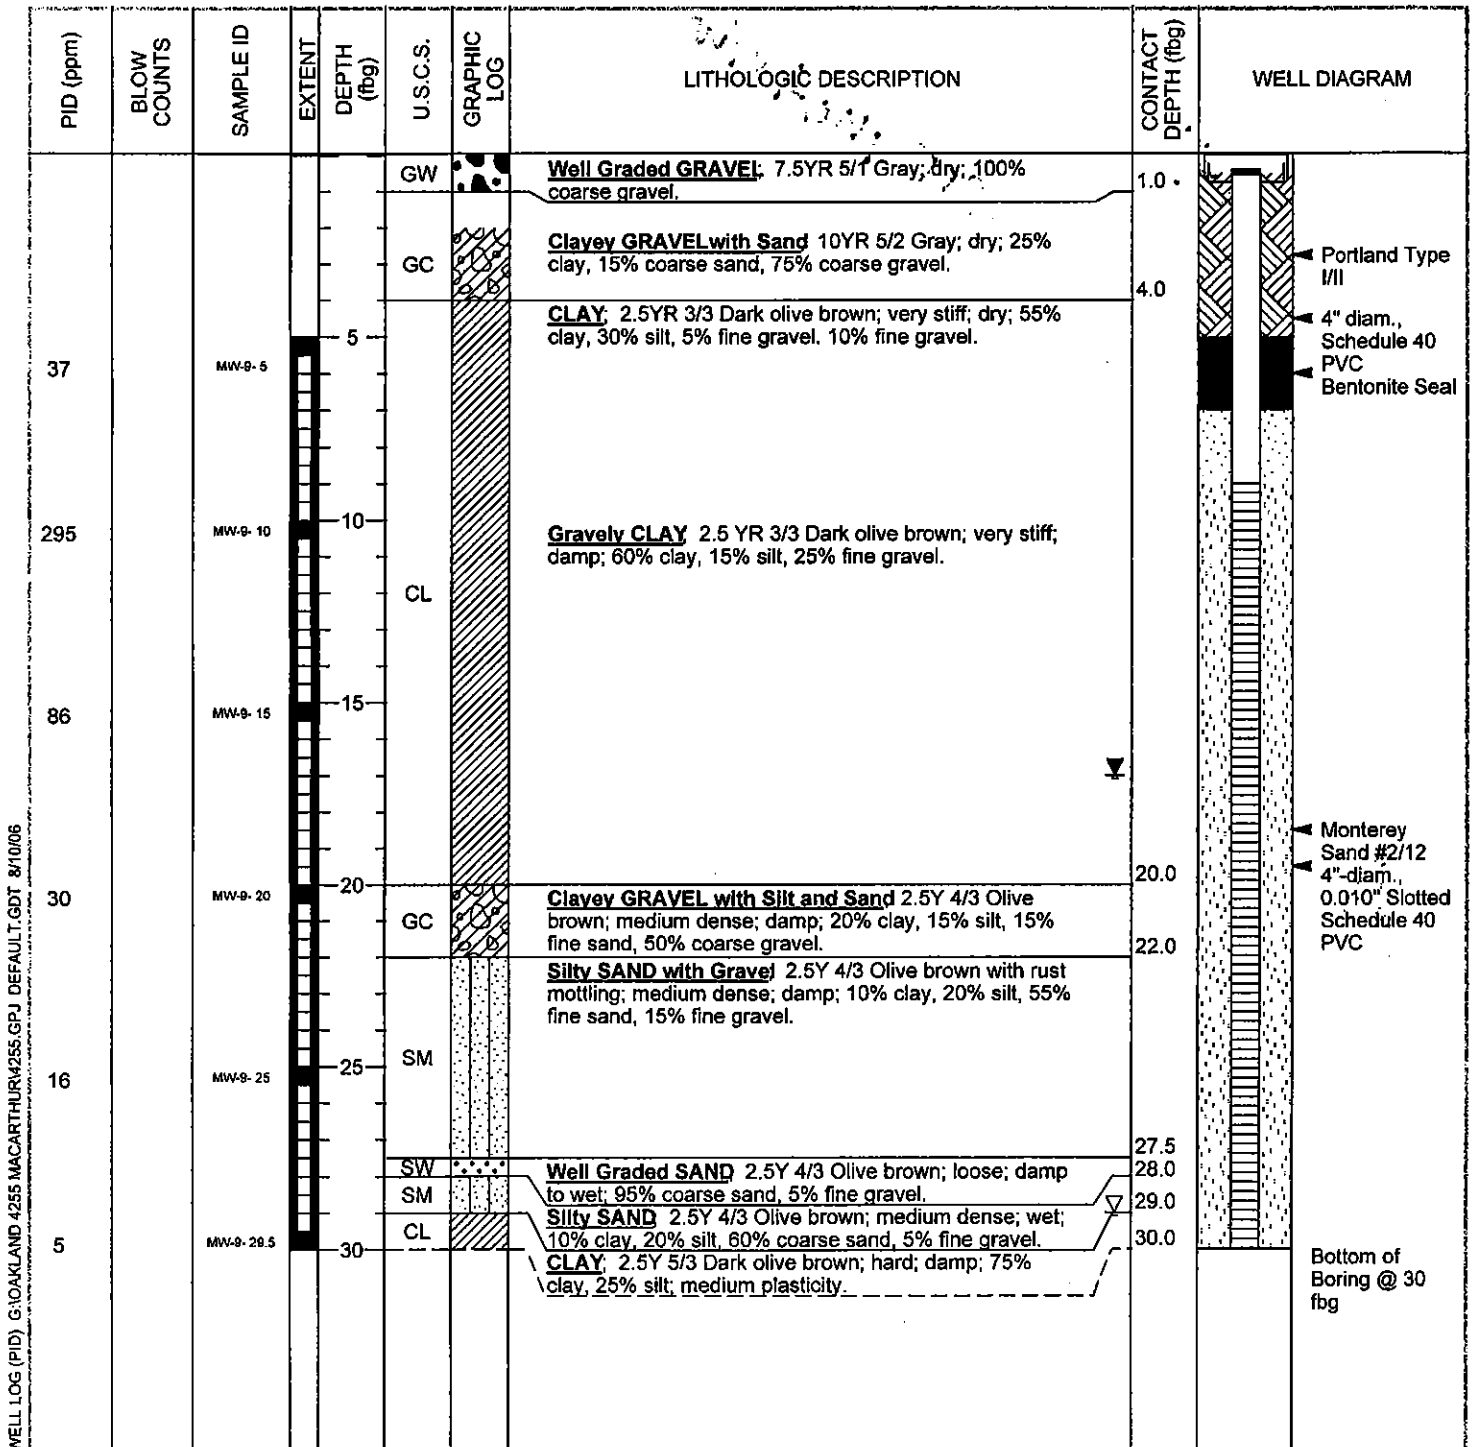 PID (ppm)
BLOW
COUNTS
SAMPLE ID
EXTENT
DEPTH
(fbg)
U.S.C.S.
GRAPHIC
LOG
LITHOLOGIC DESCRIPTION
CONTACT
DEPTH (fbg)
WELL DIAGRAM
GW
Well Graded GRAVEL; 7.5YR 5/1 Gray; dry; 100%
coarse gravel.
1.0
GC
Clayey GRAVEL with Sand 10YR 5/2 Gray; dry; 25%
clay, 15% coarse sand, 75% coarse gravel.
4.0
Portland Type
I/II
CLAY; 2.5YR 3/3 Dark olive brown; very stiff; dry; 55%
clay, 30% silt, 5% fine gravel. 10% fine gravel.
4" diam.,
Schedule 40
PVC
Bentonite Seal
5
37
MW-9- 5
10
295
MW-9- 10
Gravely CLAY 2.5 YR 3/3 Dark olive brown; very stiff;
damp; 60% clay, 15% silt, 25% fine gravel.
CL
15
86
MW-9- 15
Monterey
Sand #2/12
4"-diam.,
0.010" Slotted
Schedule 40
PVC
20.0
20
30
MW-9- 20
GC
Clayey GRAVEL with Silt and Sand 2.5Y 4/3 Olive
brown; medium dense; damp; 20% clay, 15% silt, 15%
fine sand, 50% coarse gravel.
22.0
Silty SAND with Gravel 2.5Y 4/3 Olive brown with rust
mottling; medium dense; damp; 10% clay, 20% silt, 55%
fine sand, 15% fine gravel.
SM
25
16
MW-9- 25
27.5
SW
Well Graded SAND 2.5Y 4/3 Olive brown; loose; damp
to wet; 95% coarse sand, 5% fine gravel.
28.0
SM
Silty SAND 2.5Y 4/3 Olive brown; medium dense; wet;
10% clay, 20% silt, 60% coarse sand, 5% fine gravel.
29.0
CL
CLAY; 2.5Y 5/3 Dark olive brown; hard; damp; 75%
clay, 25% silt; medium plasticity.
30.0
5
MW-9- 29.5
30
Bottom of
Boring @ 30
fbg
WELL LOG (PID) G:\OAKLAND 4255 MACARTHUR\4255.GPJ DEFAULT.GDT 8/10/06